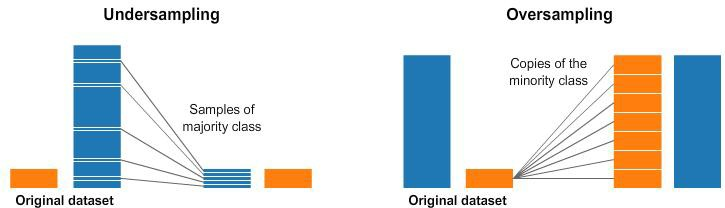 Undersampling
Samples of
majority class
Original dataset
Oversampling
Copies of the
minority class
Original dataset